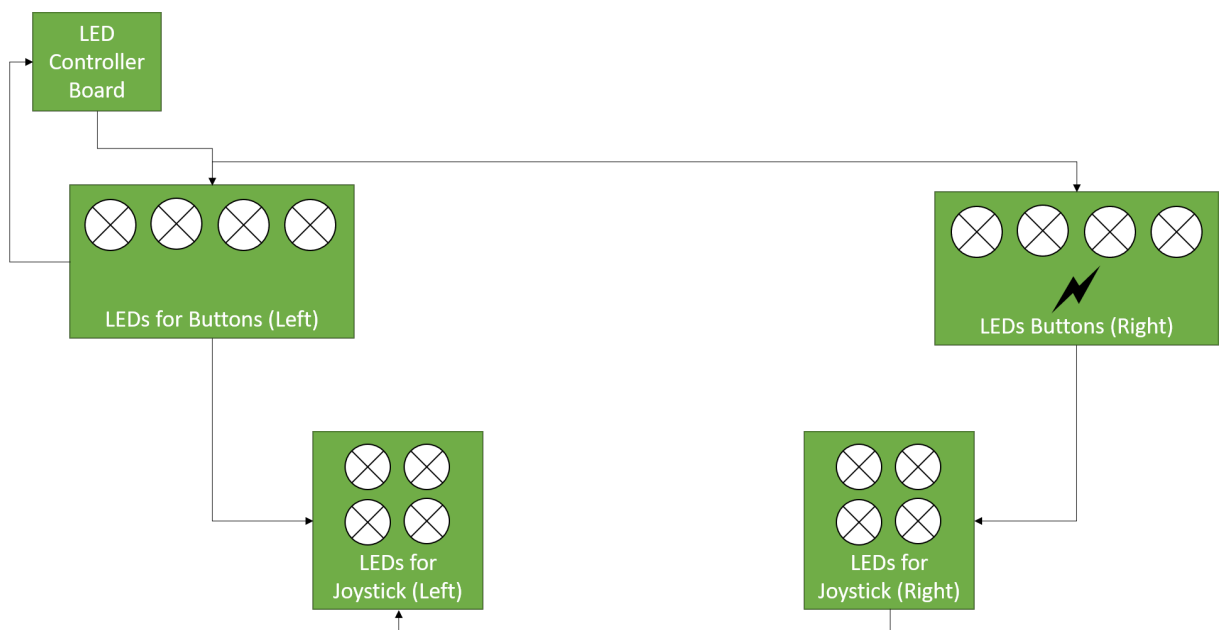 LED
Controller
Board
LEDs for Buttons (Left)
LEDs Buttons (Right)
LEDs for
Joystick (Left)
LEDs for
Joystick (Right)